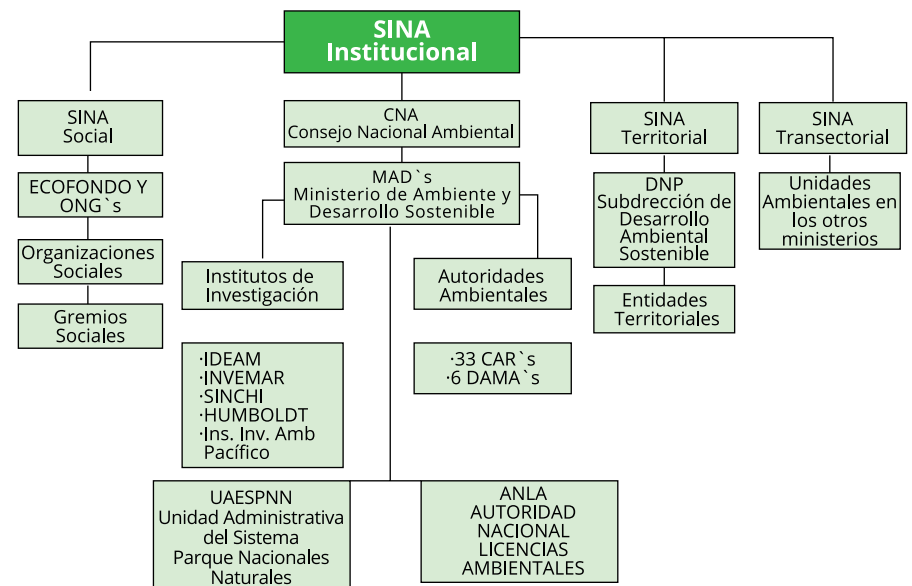 SINA
Institucional
SINA
Social
ECOFONDO Y
ONG`s
Organizaciones
Sociales
Gremios
Sociales
CNA
Consejo Nacional Ambiental
MAD`s
Ministerio de Ambiente y
Desarrollo Sostenible
Institutos de
Investigación
·IDEAM
·INVEMAR
·SINCHI
·HUMBOLDT
·Ins. Inv. Amb
Pacífico
Autoridades
Ambientales
·33 CAR`s
·6 DAMA`s
UAESPNN
Unidad Administrativa
del Sistema
Parque Nacionales
Naturales
ANLA
AUTORIDAD
NACIONAL
LICENCIAS
AMBIENTALES
SINA
Territorial
DNP
Subdrección de
Desarrollo
Ambiental
Sostenible
Entidades
Territoriales
SINA
Transectorial
Unidades
Ambientales en
los otros
ministerios